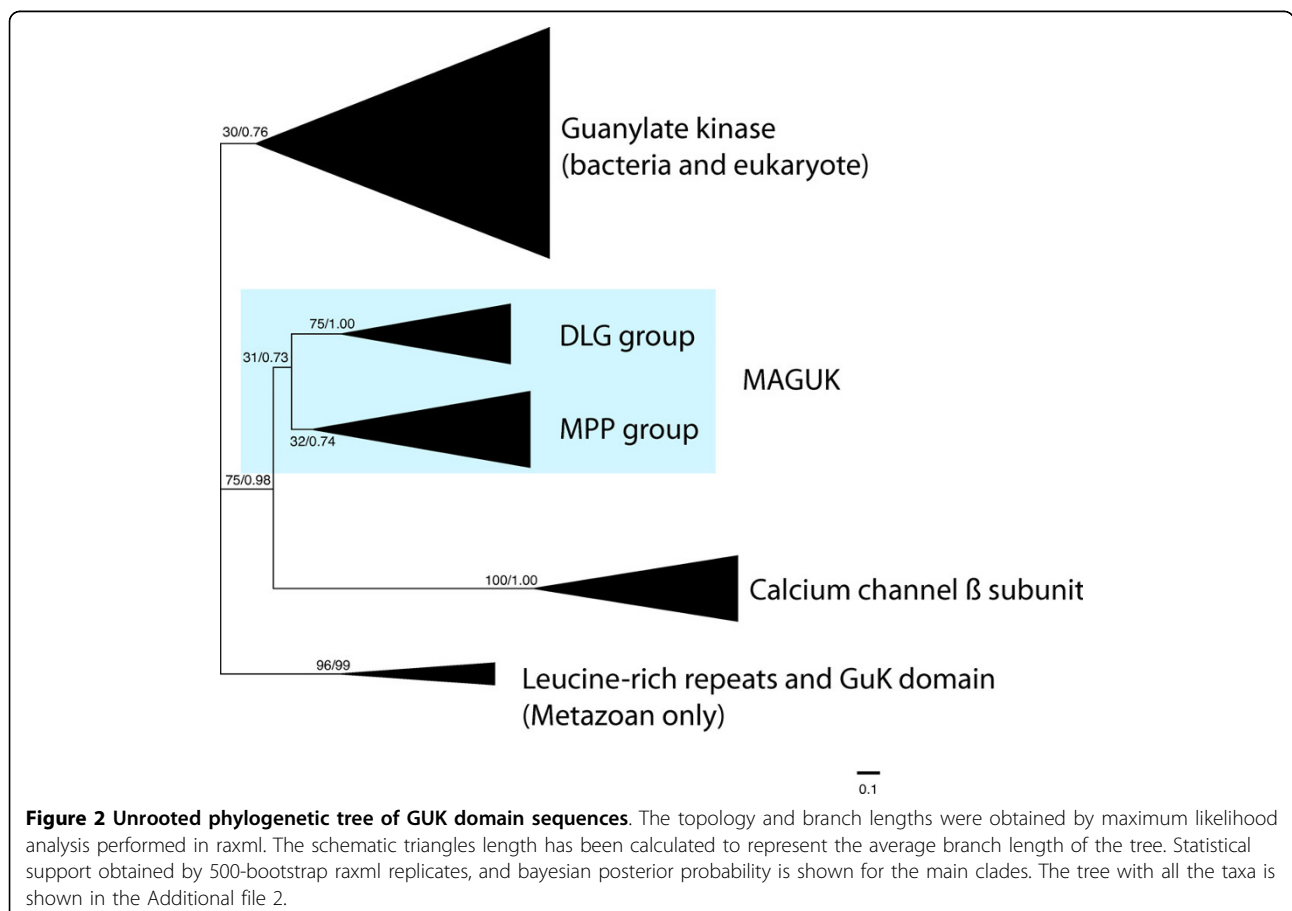 30/0.76
Guanylate kinase
(bacteria and eukaryote)
75/1.00
DLG group
31/0.73
MAGUK
MPP group
32/0.74
75/0.98
100/1.00
Calcium channel ß subunit
96/99
Leucine-rich repeats and GuK domain
(Metazoan only)
0.1
Figure 2 Unrooted phylogenetic tree of GUK domain sequences. The topology and branch lengths were obtained by maximum likelihood
analysis performed in raxml. The schematic triangles length has been calculated to represent the average branch length of the tree. Statistical
support obtained by 500-bootstrap raxml replicates, and bayesian posterior probability is shown for the main clades. The tree with all the taxa is
shown in the Additional file 2.